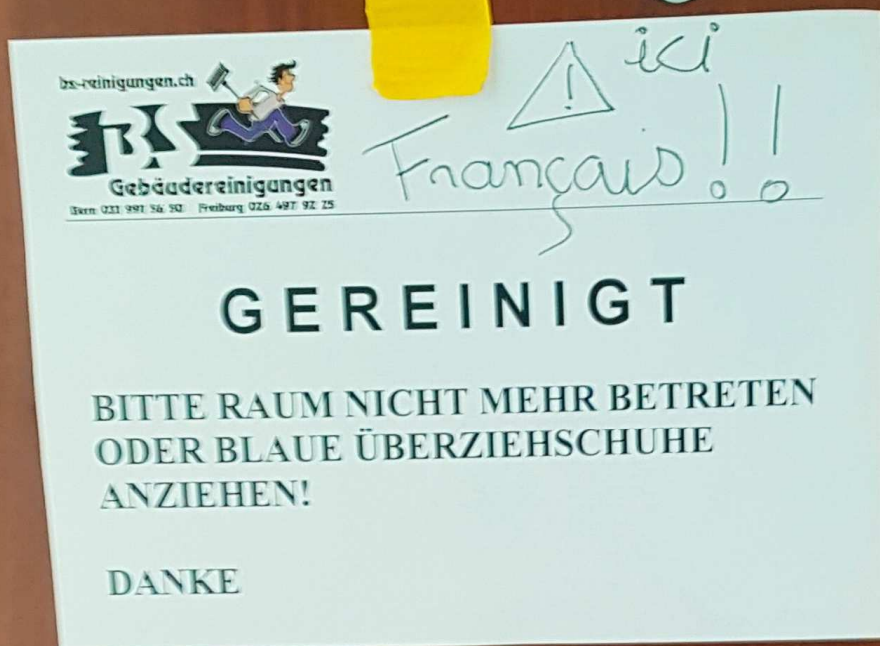 bs-reinigungen.ch
BS
Gebäudereinigungen
Bern 031 991 56 50 Freiburg 026 497 92 25
ici
Français!!
GEREINIGT
BITTE RAUM NICHT MEHR BETRETEN
ODER BLAUE ÜBERZIEHSCHUHE
ANZIEHEN!
DANKE